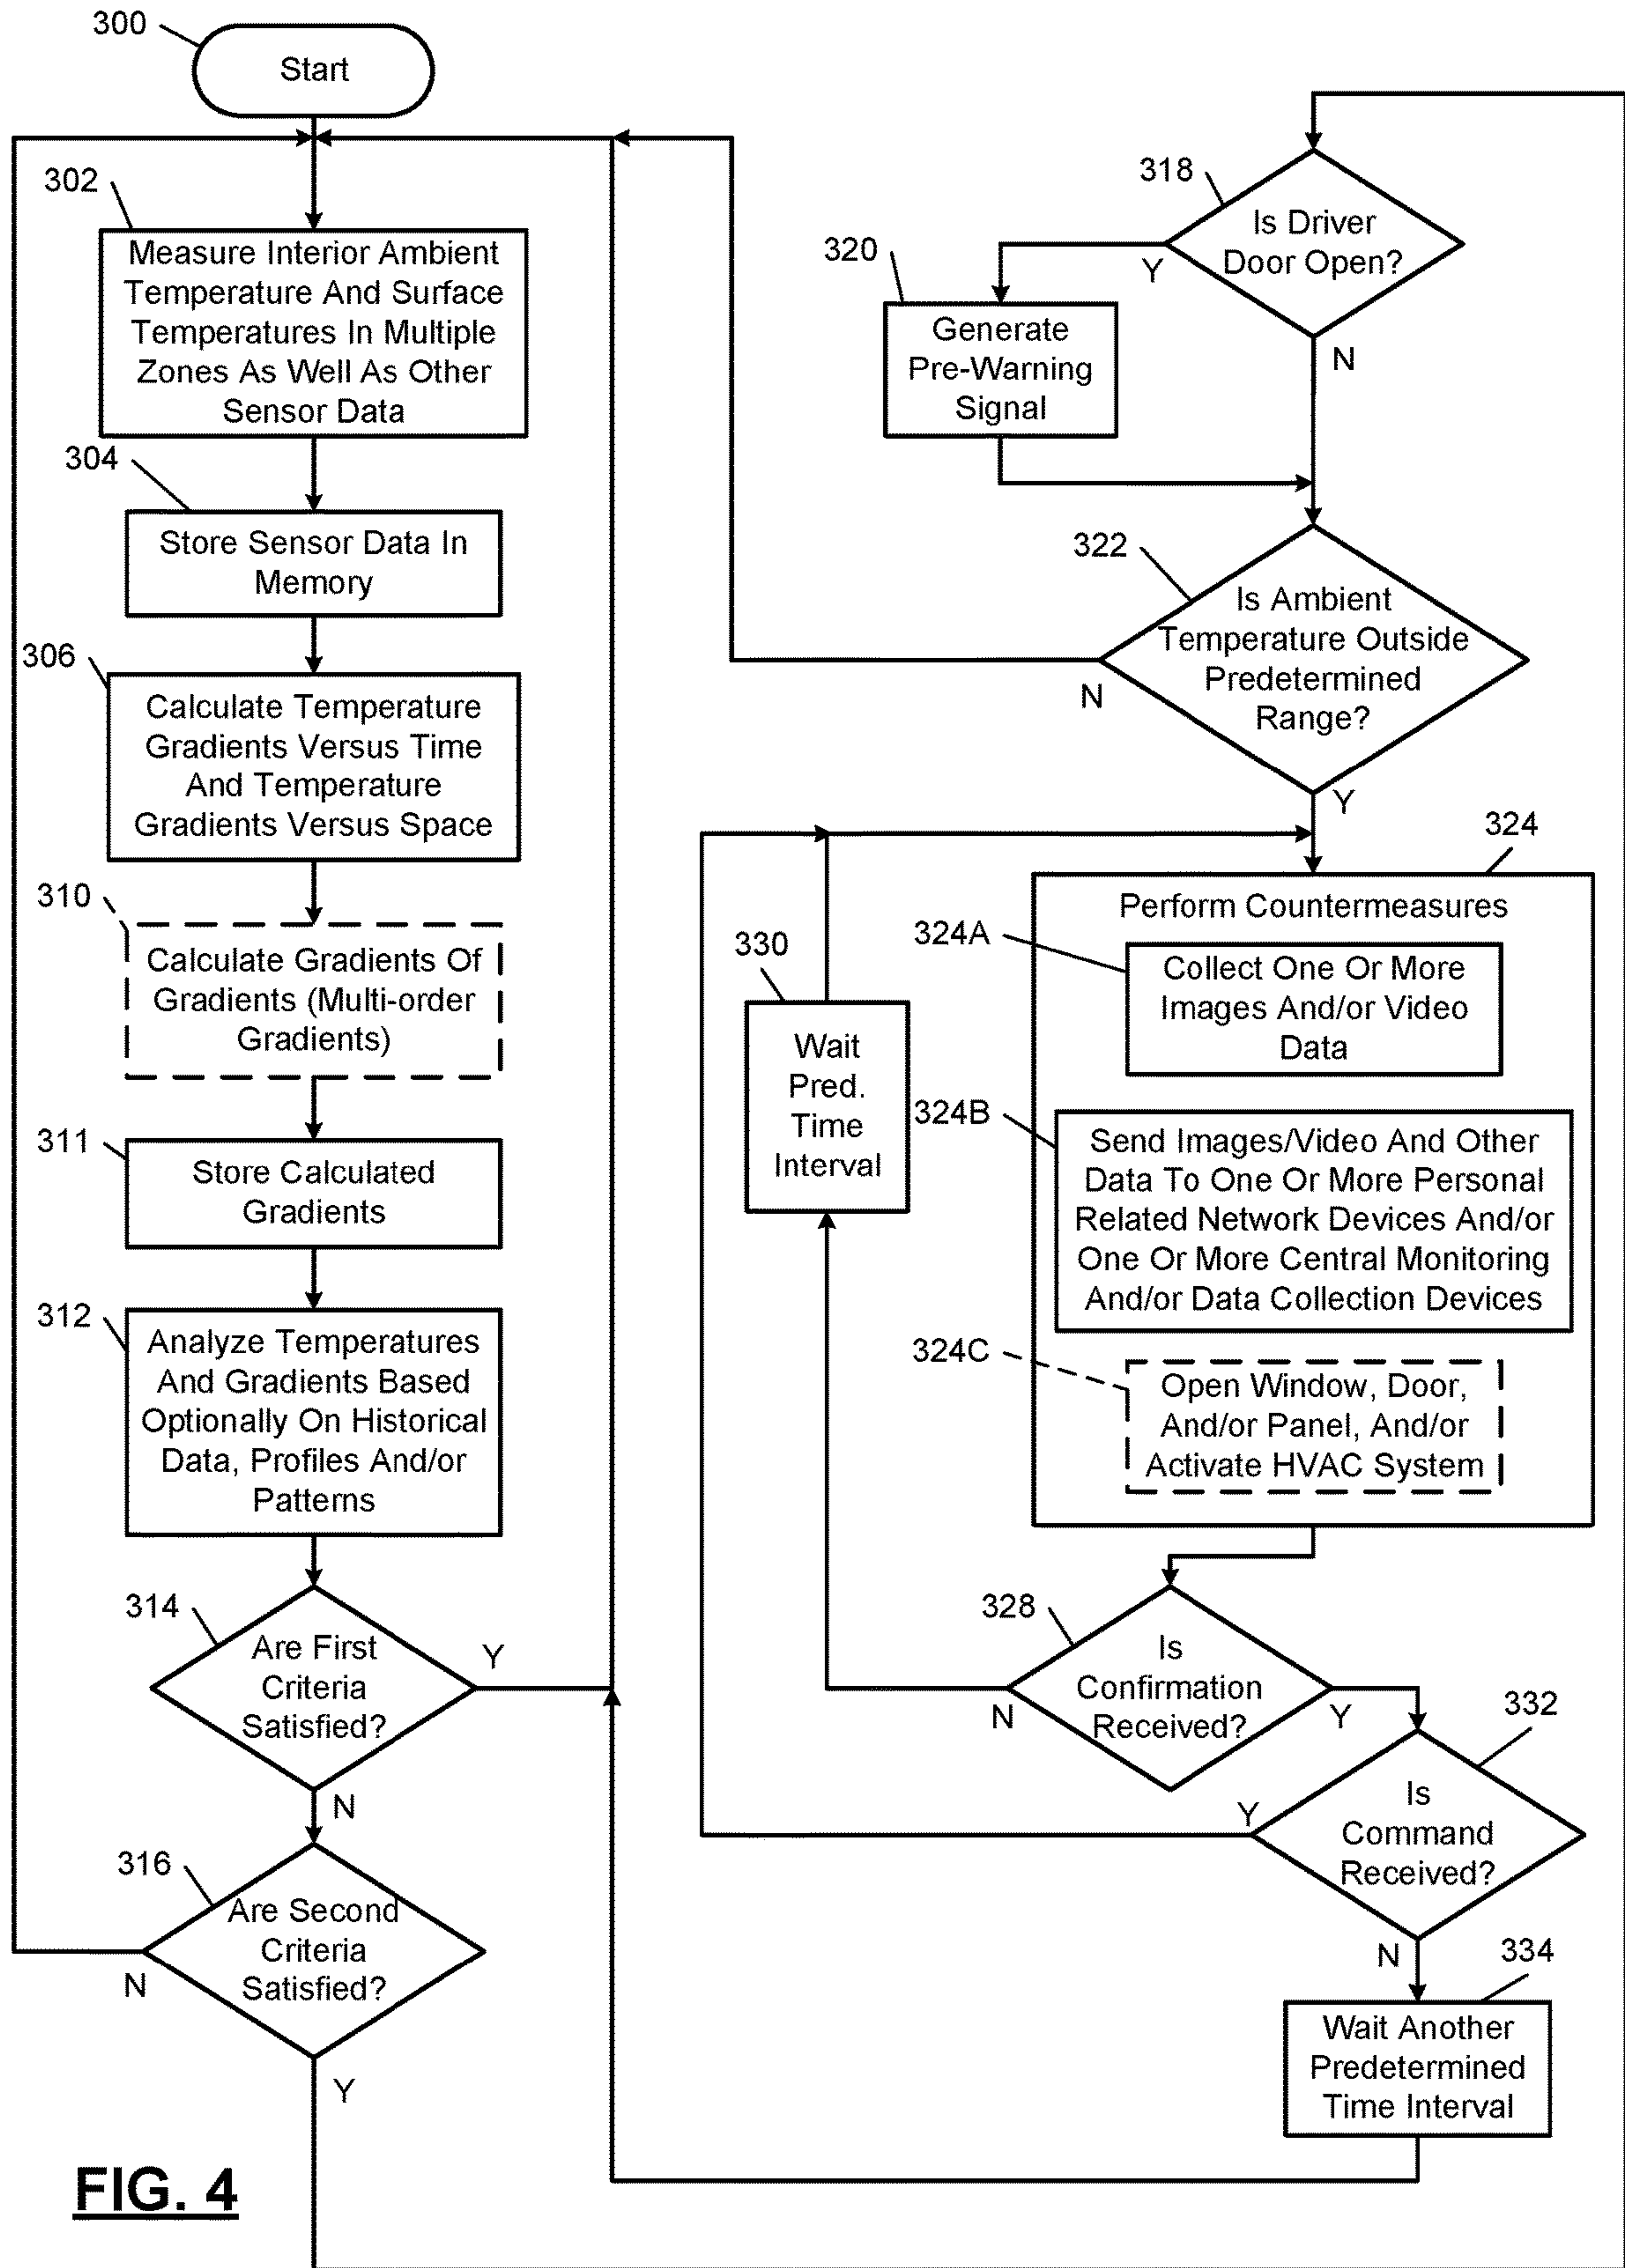 300
Start
302
Measure Interior Ambient
Temperature And Surface
Temperatures In Multiple
Zones As Well As Other
Sensor Data
304
Store Sensor Data In
Memory
306
Calculate Temperature
Gradients Versus Time
And Temperature
Gradients Versus Space
310
Calculate Gradients Of
Gradients (Multi-order
Gradients)
311
Store Calculated
Gradients
312
Analyze Temperatures
And Gradients Based
Optionally On Historical
Data, Profiles And/or
Patterns
314
Are First
Criteria
Satisfied?
Y
N
316
Are Second
Criteria
Satisfied?
N
Y
318
Is Driver
Door Open?
Y
N
320
Generate
Pre-Warning
Signal
322
Is Ambient
Temperature Outside
Predetermined
Range?
N
Y
324
Perform Countermeasures
324A
Collect One Or More
Images And/or Video
Data
324B
Send Images/Video And Other
Data To One Or More Personal
Related Network Devices And/or
One Or More Central Monitoring
And/or Data Collection Devices
324C
Open Window, Door,
And/or Panel, And/or
Activate HVAC System
330
Wait
Pred.
Time
Interval
328
Is
Confirmation
Received?
N
Y
332
Is
Command
Received?
Y
N
334
Wait Another
Predetermined
Time Interval
FIG. 4